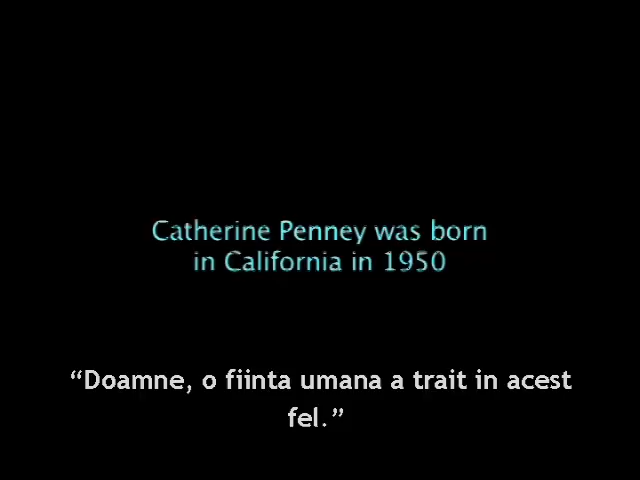 Catherine Penney was born
in California in 1950
“Doamne, o fiinta umana a trait in acest
fel.”